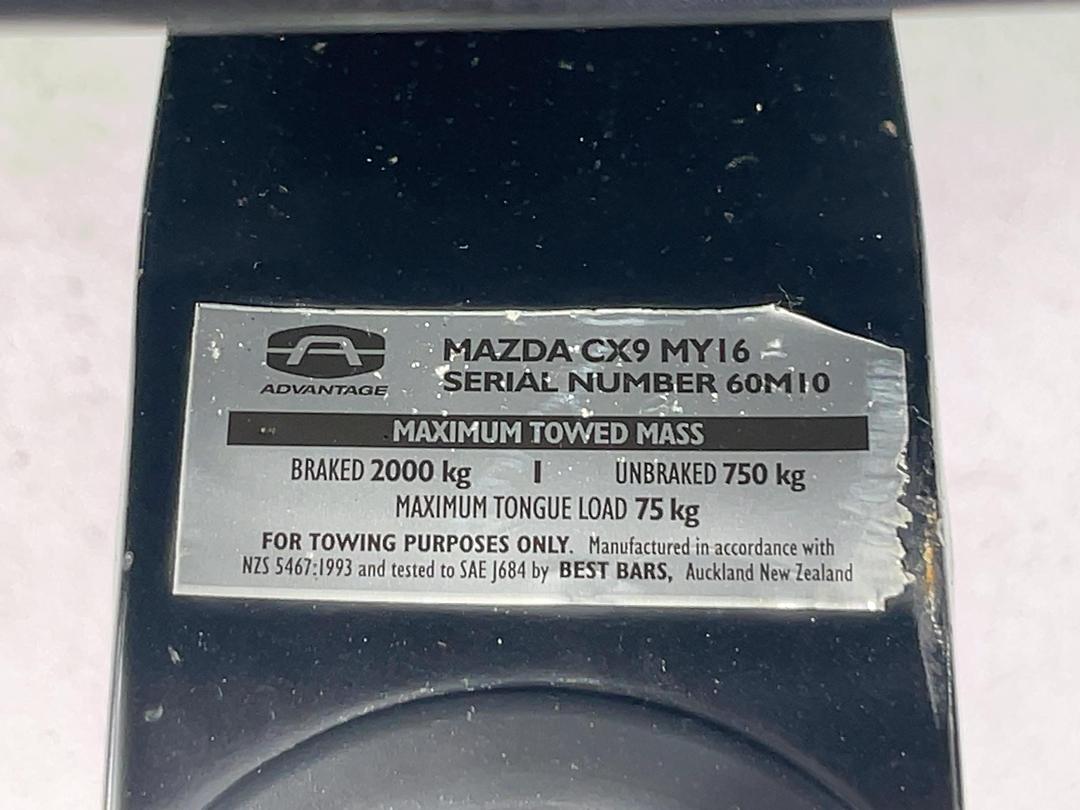 ADVANTAGE
MAZDA CX9 MY16
SERIAL NUMBER 60M10
MAXIMUM TOWED MASS
BRAKED 2000 kg | UNBRAKED 750 kg
MAXIMUM TONGUE LOAD 75 kg
FOR TOWING PURPOSES ONLY. Manufactured in accordance with
NZS 5467:1993 and tested to SAE J684 by BEST BARS, Auckland New Zealand